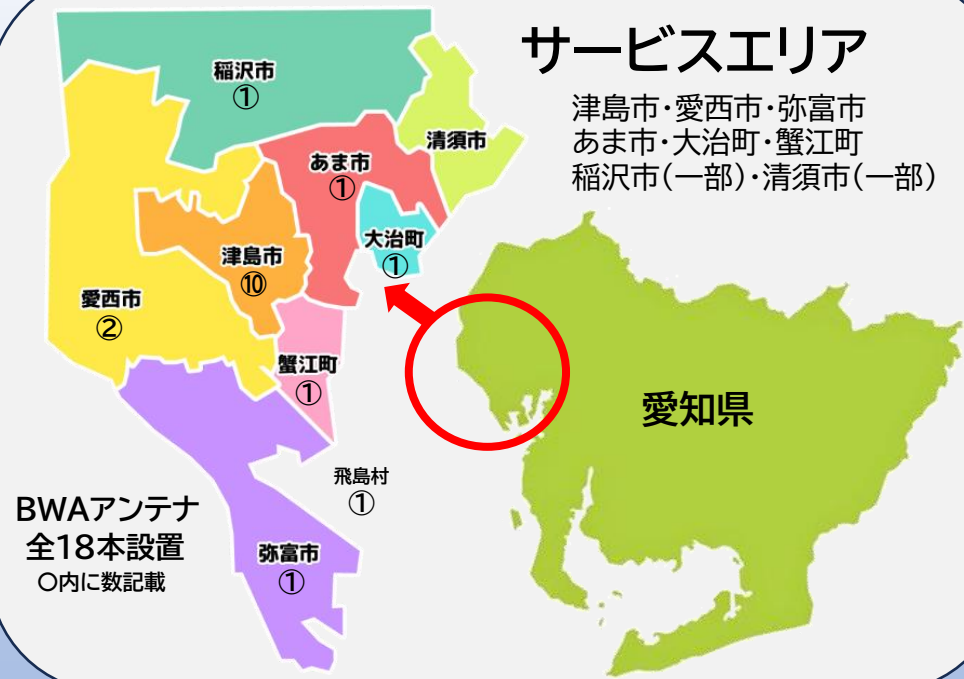 サービスエリア
津島市・愛西市・弥富市
あま市・大治町・蟹江町
稲沢市(一部)・清須市(一部)
稲沢市
①
清須市
あま市
①
大治町
①
津島市
⑩
愛西市
②
蟹江町
①
愛知県
飛島村
①
弥富市
①
BWAアンテナ
全18本設置
〇内に数記載